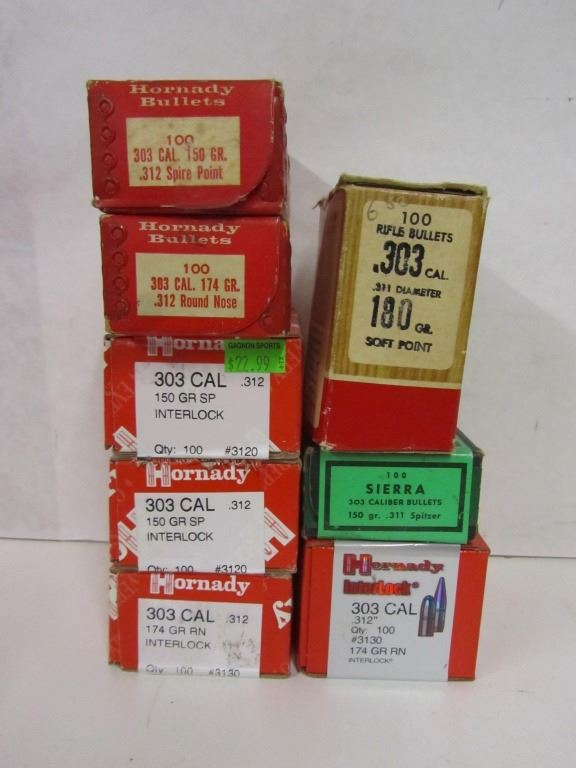 Hornady
Bullets
100
303 CAL. 150 GR.
.312 Spire Point
Hornady
Bullets
100
303 CAL. 174 GR.
.312 Round Nose
Hornady
GAGNON SPORTS
$22.99
303 CAL .312
150 GR SP
INTERLOCK
Qty: 100 #3120
Hornady
303 CAL .312
150 GR SP
INTERLOCK
Qty: 100 #3120
Hornady
303 CAL .312
174 GR RN
INTERLOCK
Qty: 100 #3130
100
RIFLE BULLETS
.303 CAL.
.311 DIAMETER
180 GR.
SOFT POINT
100
SIERRA
303 CALIBER BULLETS
150 gr. .311 Spitzer
Hornady
InterLock®
303 CAL
.312"
Qty: 100
#3130
174 GR RN
INTERLOCK®